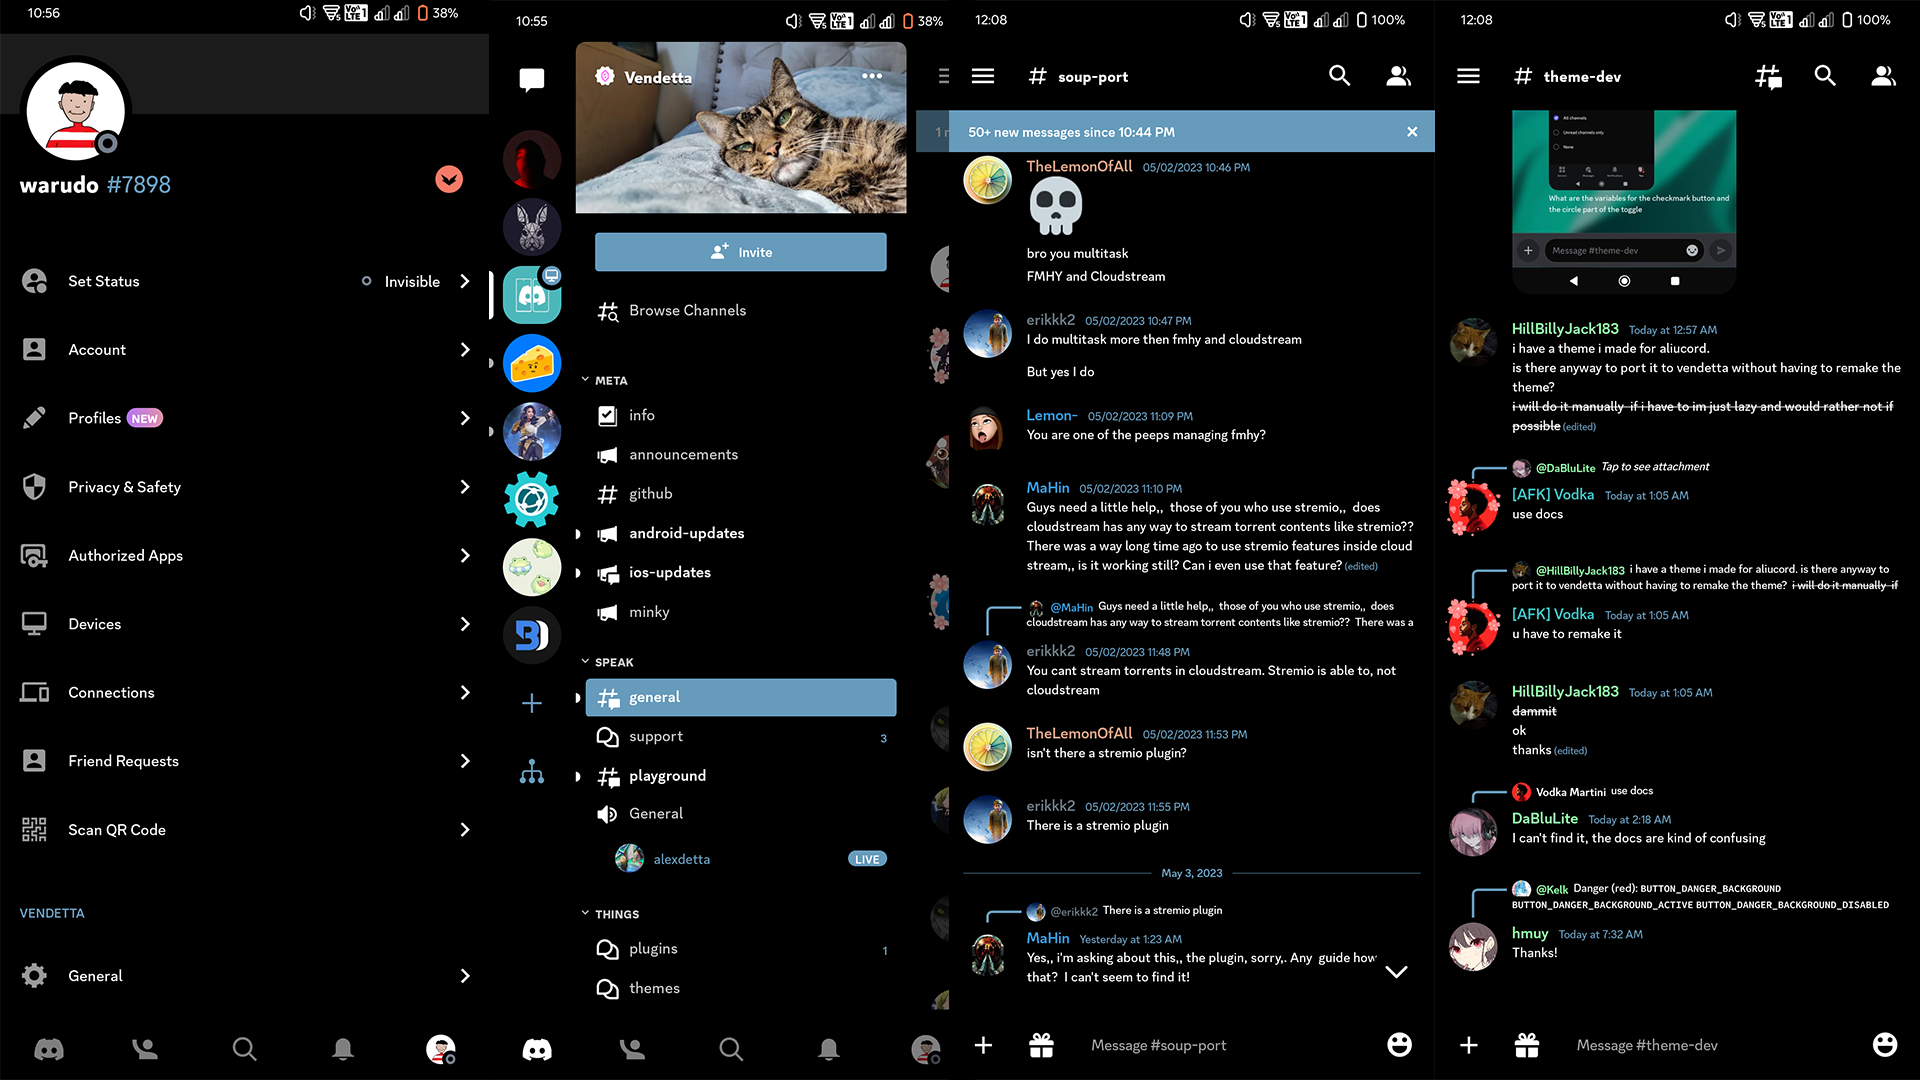 10:56
VoLTE1
38%
warudo #7898
Set Status
Invisible
Account
Profiles NEW
Privacy & Safety
Authorized Apps
Devices
Connections
Friend Requests
Scan QR Code
VENDETTA
General
10:55
VoLTE1
38%
Vendetta
Invite
Browse Channels
META
info
announcements
github
android-updates
ios-updates
minky
SPEAK
general
support 3
playground
General
alexdetta LIVE
THINGS
plugins 1
themes
12:08
VoLTE1
100%
# soup-port
50+ new messages since 10:44 PM
TheLemonOfAll 05/02/2023 10:46 PM
bro you multitask
FMHY and Cloudstream
erikkk2 05/02/2023 10:47 PM
I do multitask more then fmhy and cloudstream
But yes I do
Lemon- 05/02/2023 11:09 PM
You are one of the peeps managing fmhy?
MaHin 05/02/2023 11:10 PM
Guys need a little help,, those of you who use stremio,, does
cloudstream has any way to stream torrent contents like stremio??
There was a way long time ago to use stremio features inside cloud
stream,, is it working still? Can i even use that feature? (edited)
@MaHin Guys need a little help,, those of you who use stremio,, does
cloudstream has any way to stream torrent contents like stremio?? There was a
erikkk2 05/02/2023 11:48 PM
You cant stream torrents in cloudstream. Stremio is able to, not
cloudstream
TheLemonOfAll 05/02/2023 11:53 PM
isn't there a stremio plugin?
erikkk2 05/02/2023 11:55 PM
There is a stremio plugin
May 3, 2023
@erikkk2 There is a stremio plugin
MaHin Yesterday at 1:23 AM
Yes,, i'm asking about this,, the plugin, sorry,. Any guide how
that? I can't seem to find it!
Message #soup-port
12:08
VoLTE1
100%
# theme-dev
All channels
Unread channels only
None
What are the variables for the checkmark button and
the circle part of the toggle
Message #theme-dev
HillBillyJack183 Today at 12:57 AM
i have a theme i made for aliucord.
is there anyway to port it to vendetta without having to remake the
theme?
i will do it manually if i have to im just lazy and would rather not if
possible (edited)
@DaBluLite Tap to see attachment
[AFK] Vodka Today at 1:05 AM
use docs
@HillBillyJack183 i have a theme i made for aliucord. is there anyway to
port it to vendetta without having to remake the theme? i will do it manually if
[AFK] Vodka Today at 1:05 AM
u have to remake it
HillBillyJack183 Today at 1:05 AM
dammit
ok
thanks (edited)
Vodka Martini use docs
DaBluLite Today at 2:18 AM
I can't find it, the docs are kind of confusing
@Kelk Danger (red): BUTTON_DANGER_BACKGROUND
BUTTON_DANGER_BACKGROUND_ACTIVE BUTTON_DANGER_BACKGROUND_DISABLED
hmuy Today at 7:32 AM
Thanks!
Message #theme-dev